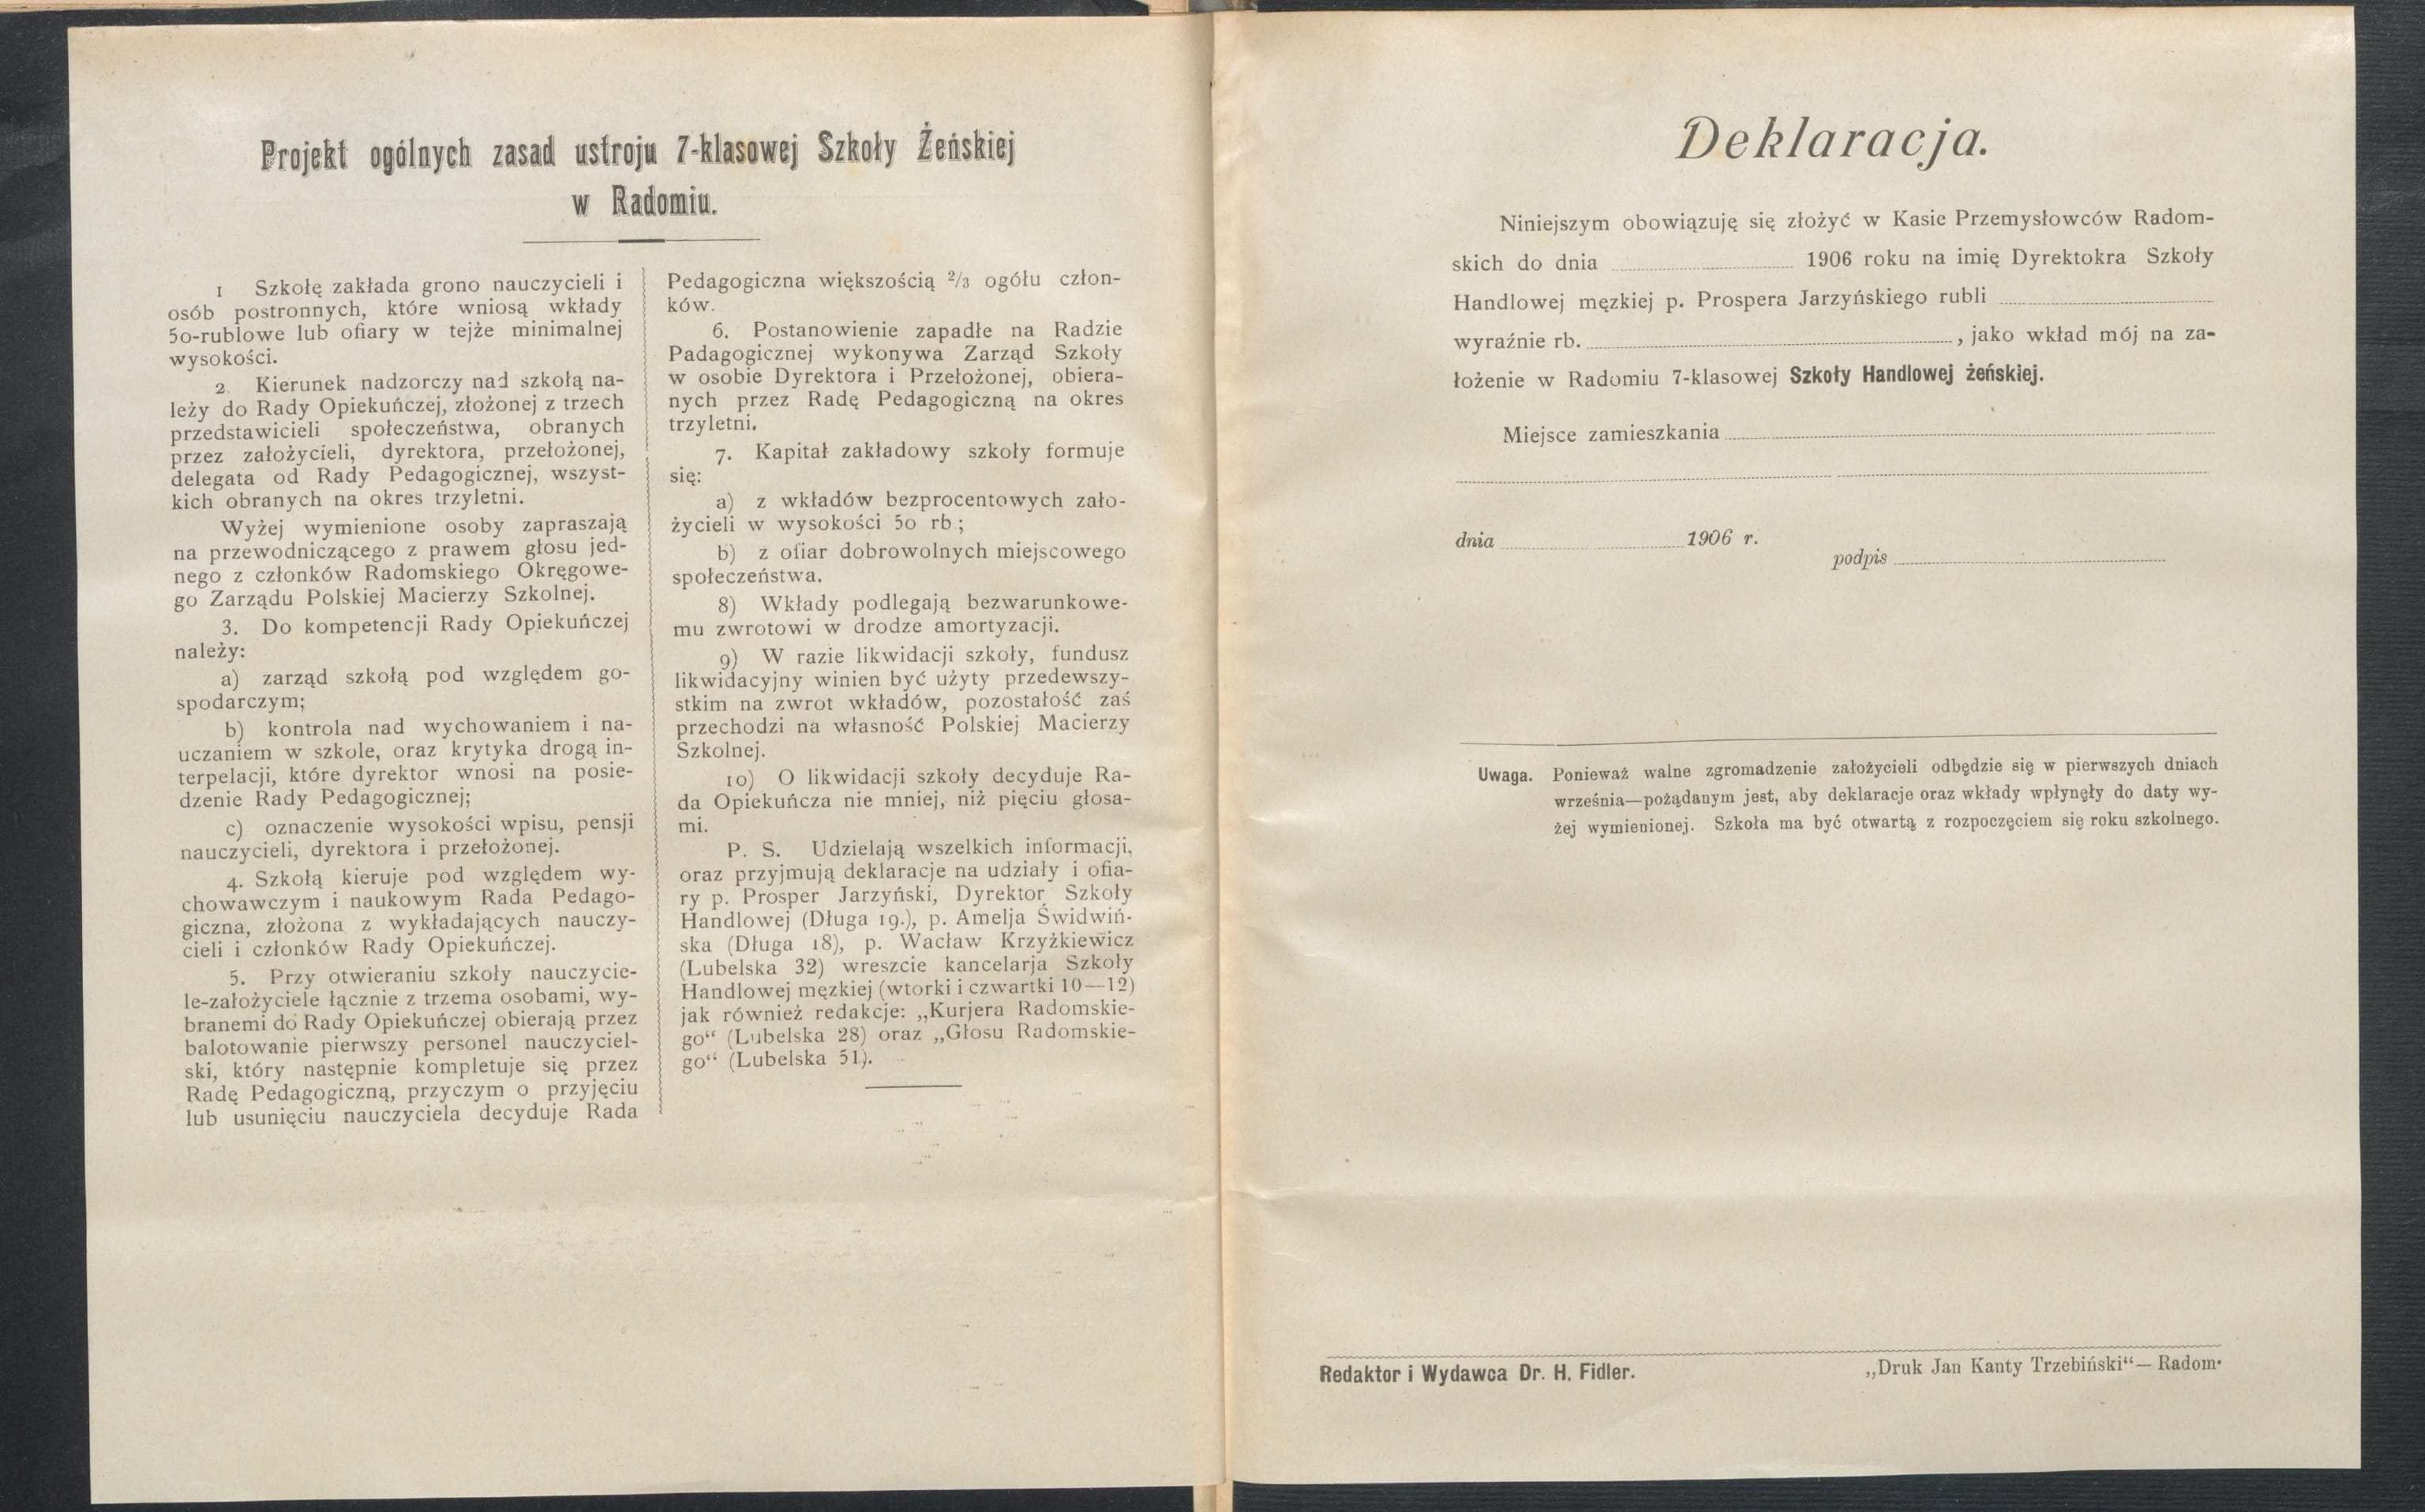 Projekt ogólnych zasad ustroju 7-klasowej Szkoły Żeńskiej
w Radomiu.
1 Szkołę zakłada grono nauczycieli i
osób postronnych, które wniosą wkłady
50-rublowe lub ofiary w tejże minimalnej
wysokości.
2. Kierunek nadzorczy nad szkołą na-
leży do Rady Opiekuńczej, złożonej z trzech
przedstawicieli społeczeństwa, obranych
przez założycieli, dyrektora, przełożonej,
delegata od Rady Pedagogicznej, wszyst-
kich obranych na okres trzyletni.
Wyżej wymienione osoby zapraszają
na przewodniczącego z prawem głosu jed-
nego z członków Radomskiego Okręgowe-
go Zarządu Polskiej Macierzy Szkolnej.
3. Do kompetencji Rady Opiekuńczej
należy:
a) zarząd szkołą pod względem go-
spodarczym;
b) kontrola nad wychowaniem i na-
uczaniem w szkole, oraz krytyka drogą in-
terpelacji, które dyrektor wnosi na posie-
dzenie Rady Pedagogicznej;
c) oznaczenie wysokości wpisu, pensji
nauczycieli, dyrektora i przełożonej.
4. Szkołą kieruje pod względem wy-
chowawczym i naukowym Rada Pedago-
giczna, złożona z wykładających nauczy-
cieli i członków Rady Opiekuńczej.
5. Przy otwieraniu szkoły nauczycie-
le-założyciele łącznie z trzema osobami, wy-
branemi do Rady Opiekuńczej obierają przez
balotowanie pierwszy personel nauczyciel-
ski, który następnie kompletuje się przez
Radę Pedagogiczną, przyczym o przyjęciu
lub usunięciu nauczyciela decyduje Rada
Pedagogiczna większością 2/3 ogółu człon-
ków.
6. Postanowienie zapadłe na Radzie
Padagogicznej wykonywa Zarząd Szkoły
w osobie Dyrektora i Przełożonej, obiera-
nych przez Radę Pedagogiczną na okres
trzyletni.
7. Kapitał zakładowy szkoły formuje
się:
a) z wkładów bezprocentowych zało-
życieli w wysokości 50 rb.;
b) z ofiar dobrowolnych miejscowego
społeczeństwa.
8) Wkłady podlegają bezwarunkowe-
mu zwrotowi w drodze amortyzacji.
9) W razie likwidacji szkoły, fundusz
likwidacyjny winien być użyty przedewszy-
stkim na zwrot wkładów, pozostałość zaś
przechodzi na własność Polskiej Macierzy
Szkolnej.
10) O likwidacji szkoły decyduje Ra-
da Opiekuńcza nie mniej, niż pięciu głosa-
mi.
P. S. Udzielają wszelkich informacji,
oraz przyjmują deklaracje na udziały i ofia-
ry p. Prosper Jarzyński, Dyrektor Szkoły
Handlowej (Długa 19.), p. Amelja Świdwiń-
ska (Długa 18), p. Wacław Krzyżkiewicz
(Lubelska 32) wreszcie kancelarja Szkoły
Handlowej męzkiej (wtorki i czwartki 10—12)
jak również redakcje: „Kurjera Radomskie-
go“ (Lubelska 28) oraz „Głosu Radomskie-
go“ (Lubelska 51).
Deklaracja.
Niniejszym obowiązuję się złożyć w Kasie Przemysłowców Radom-
skich do dnia 1906 roku na imię Dyrektokra Szkoły
Handlowej męzkiej p. Prospera Jarzyńskiego rubli
wyraźnie rb. , jako wkład mój na za-
łożenie w Radomiu 7-klasowej Szkoły Handlowej żeńskiej.
Miejsce zamieszkania
dnia 1906 r.
podpis
Uwaga. Ponieważ walne zgromadzenie założycieli odbędzie się w pierwszych dniach
września—pożądanym jest, aby deklaracje oraz wkłady wpłynęły do daty wy-
żej wymienionej. Szkoła ma być otwartą z rozpoczęciem się roku szkolnego.
Redaktor i Wydawca Dr. H. Fidler.
„Druk Jan Kanty Trzebiński“— Radom.